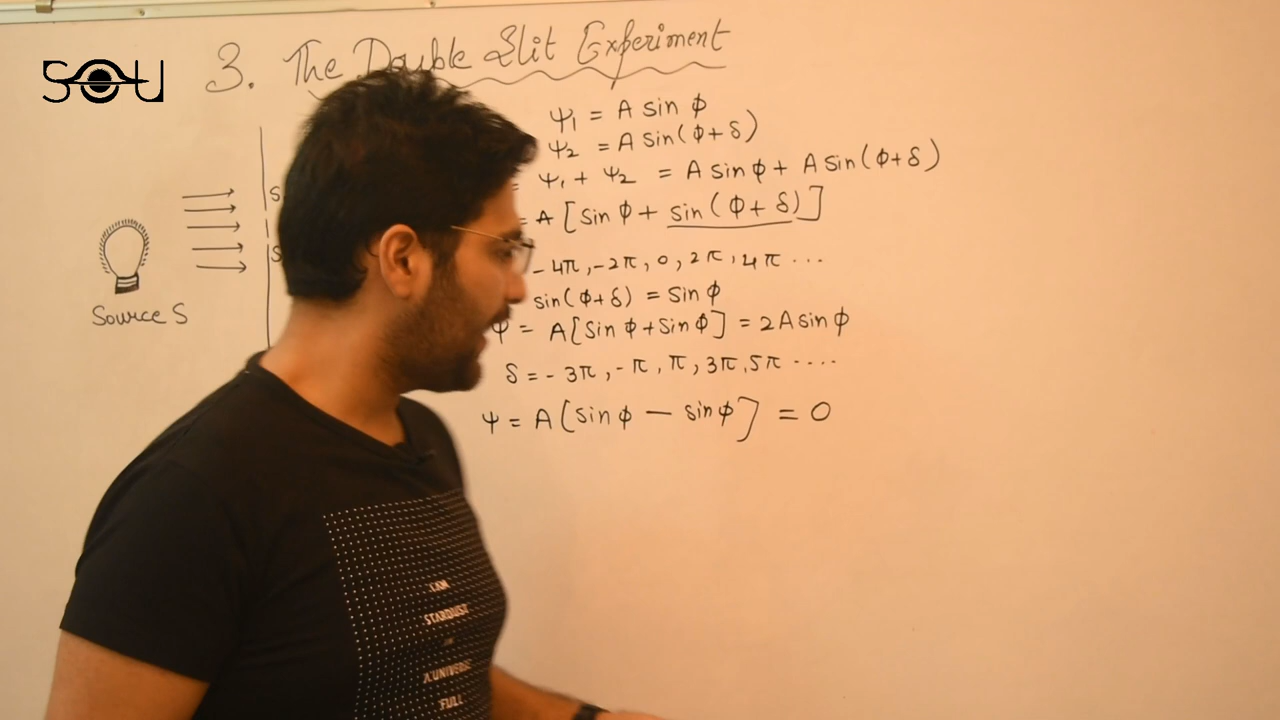 SOU
3. The Double Slit Experiment
ψ₁ = A sin ϕ
ψ₂ = A sin(ϕ+δ)
= ψ₁ + ψ₂ = A sin ϕ + A sin(ϕ+δ)
= A [sin ϕ + sin(ϕ+δ)]
-4π, -2π, 0, 2π, 4π ...
sin(ϕ+δ) = sin ϕ
ψ = A[sin ϕ + sin ϕ] = 2A sin ϕ
δ = -3π, -π, π, 3π, 5π ....
ψ = A[sin ϕ — sin ϕ] = 0
S
S
Source S
I AM
STARDUST
A UNIVERSE
FULL